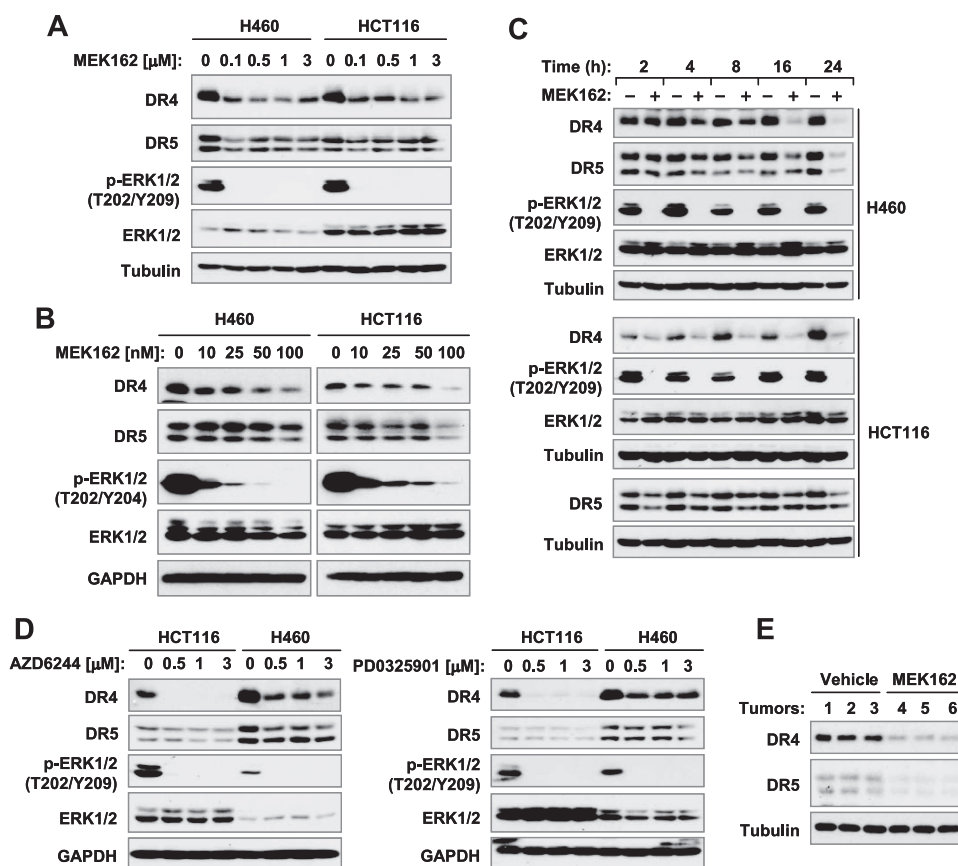 A
H460 HCT116
MEK162 [µM]: 0 0.1 0.5 1 3 0 0.1 0.5 1 3
DR4
DR5
p-ERK1/2
(T202/Y209)
ERK1/2
Tubulin
B
H460 HCT116
MEK162 [nM]: 0 10 25 50 100 0 10 25 50 100
DR4
DR5
p-ERK1/2
(T202/Y204)
ERK1/2
GAPDH
C
Time (h): 2 4 8 16 24
MEK162: – + – + – + – + – +
DR4
DR5
p-ERK1/2
(T202/Y209)
ERK1/2
Tubulin
H460
DR4
p-ERK1/2
(T202/Y209)
ERK1/2
Tubulin
DR5
Tubulin
HCT116
D
HCT116 H460
AZD6244 [µM]: 0 0.5 1 3 0 0.5 1 3
DR4
DR5
p-ERK1/2
(T202/Y209)
ERK1/2
GAPDH
HCT116 H460
PD0325901 [µM]: 0 0.5 1 3 0 0.5 1 3
DR4
DR5
p-ERK1/2
(T202/Y209)
ERK1/2
GAPDH
E
Vehicle MEK162
Tumors: 1 2 3 4 5 6
DR4
DR5
Tubulin